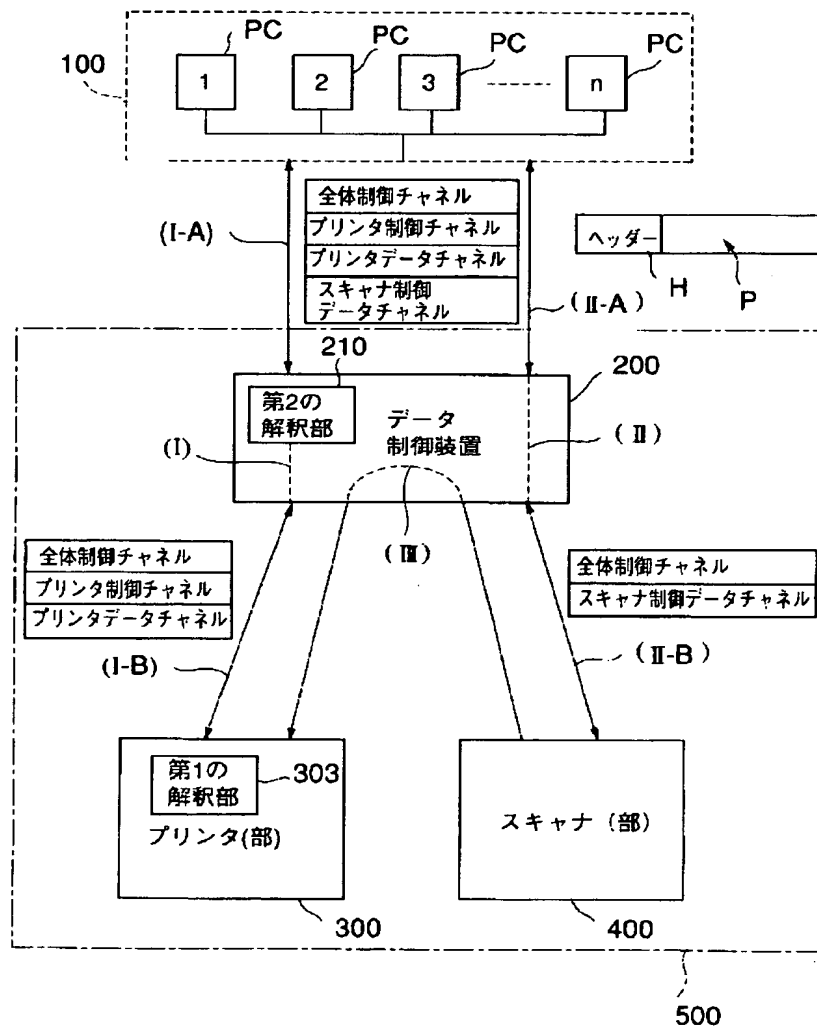 PC
PC
PC
PC
100
1
2
3
n
全体制御チャネル
プリンタ制御チャネル
プリンタデータチャネル
スキャナ制御
データチャネル
(I-A)
ヘッダー
H
P
(II-A)
210
200
第2の
解釈部
データ
制御装置
(I)
(II)
(III)
全体制御チャネル
プリンタ制御チャネル
プリンタデータチャネル
全体制御チャネル
スキャナ制御データチャネル
(I-B)
(II-B)
第1の
解釈部
303
プリンタ(部)
スキャナ(部)
300
400
500